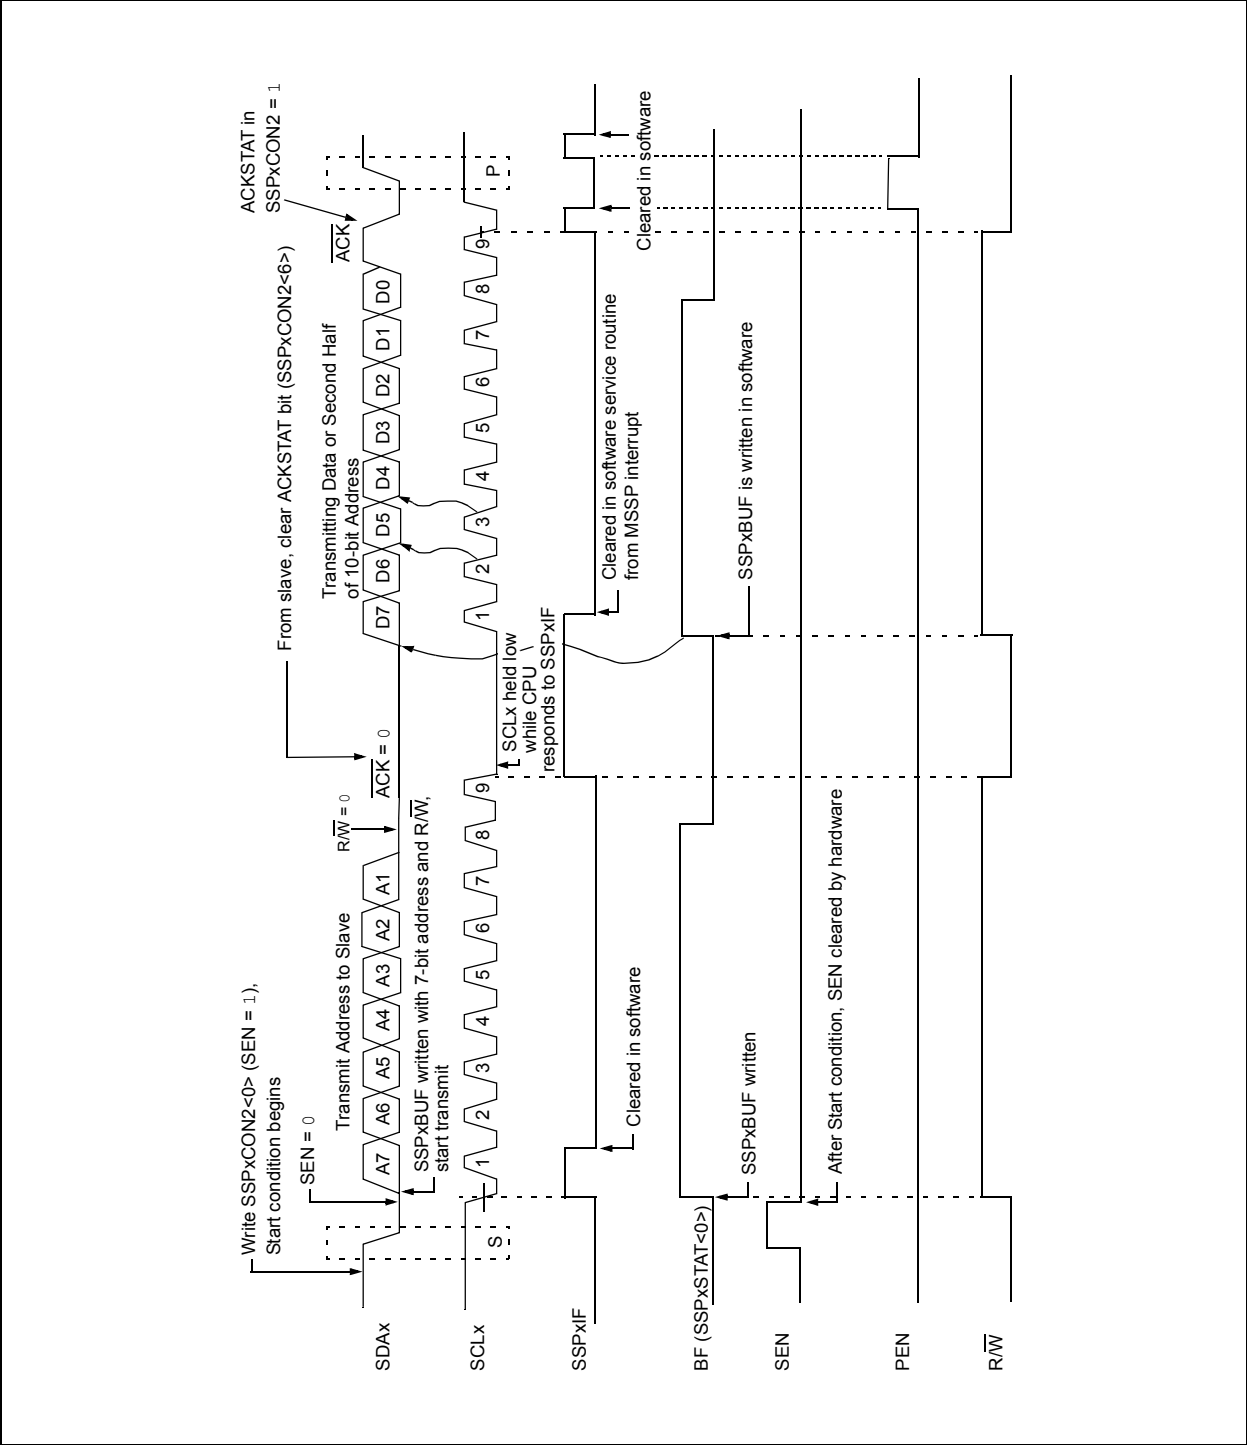 Write SSPxCON2<0> (SEN = 1),
Start condition begins
From slave, clear ACKSTAT bit (SSPxCON2<6>)
ACKSTAT in
SSPxCON2 = 1
SEN = 0
Transmit Address to Slave
R/W = 0
ACK = 0
Transmitting Data or Second Half
of 10-bit Address
ACK
SDAx
A7 A6 A5 A4 A3 A2 A1
D7 D6 D5 D4 D3 D2 D1 D0
SSPxBUF written with 7-bit address and R/W,
start transmit
SCLx
S
1 2 3 4 5 6 7 8 9
1 2 3 4 5 6 7 8 9
P
SCLx held low
while CPU
responds to SSPxIF
SSPxIF
Cleared in software
Cleared in software service routine
from MSSP interrupt
Cleared in software
BF (SSPxSTAT<0>)
SSPxBUF written
SSPxBUF is written in software
SEN
After Start condition, SEN cleared by hardware
PEN
R/W